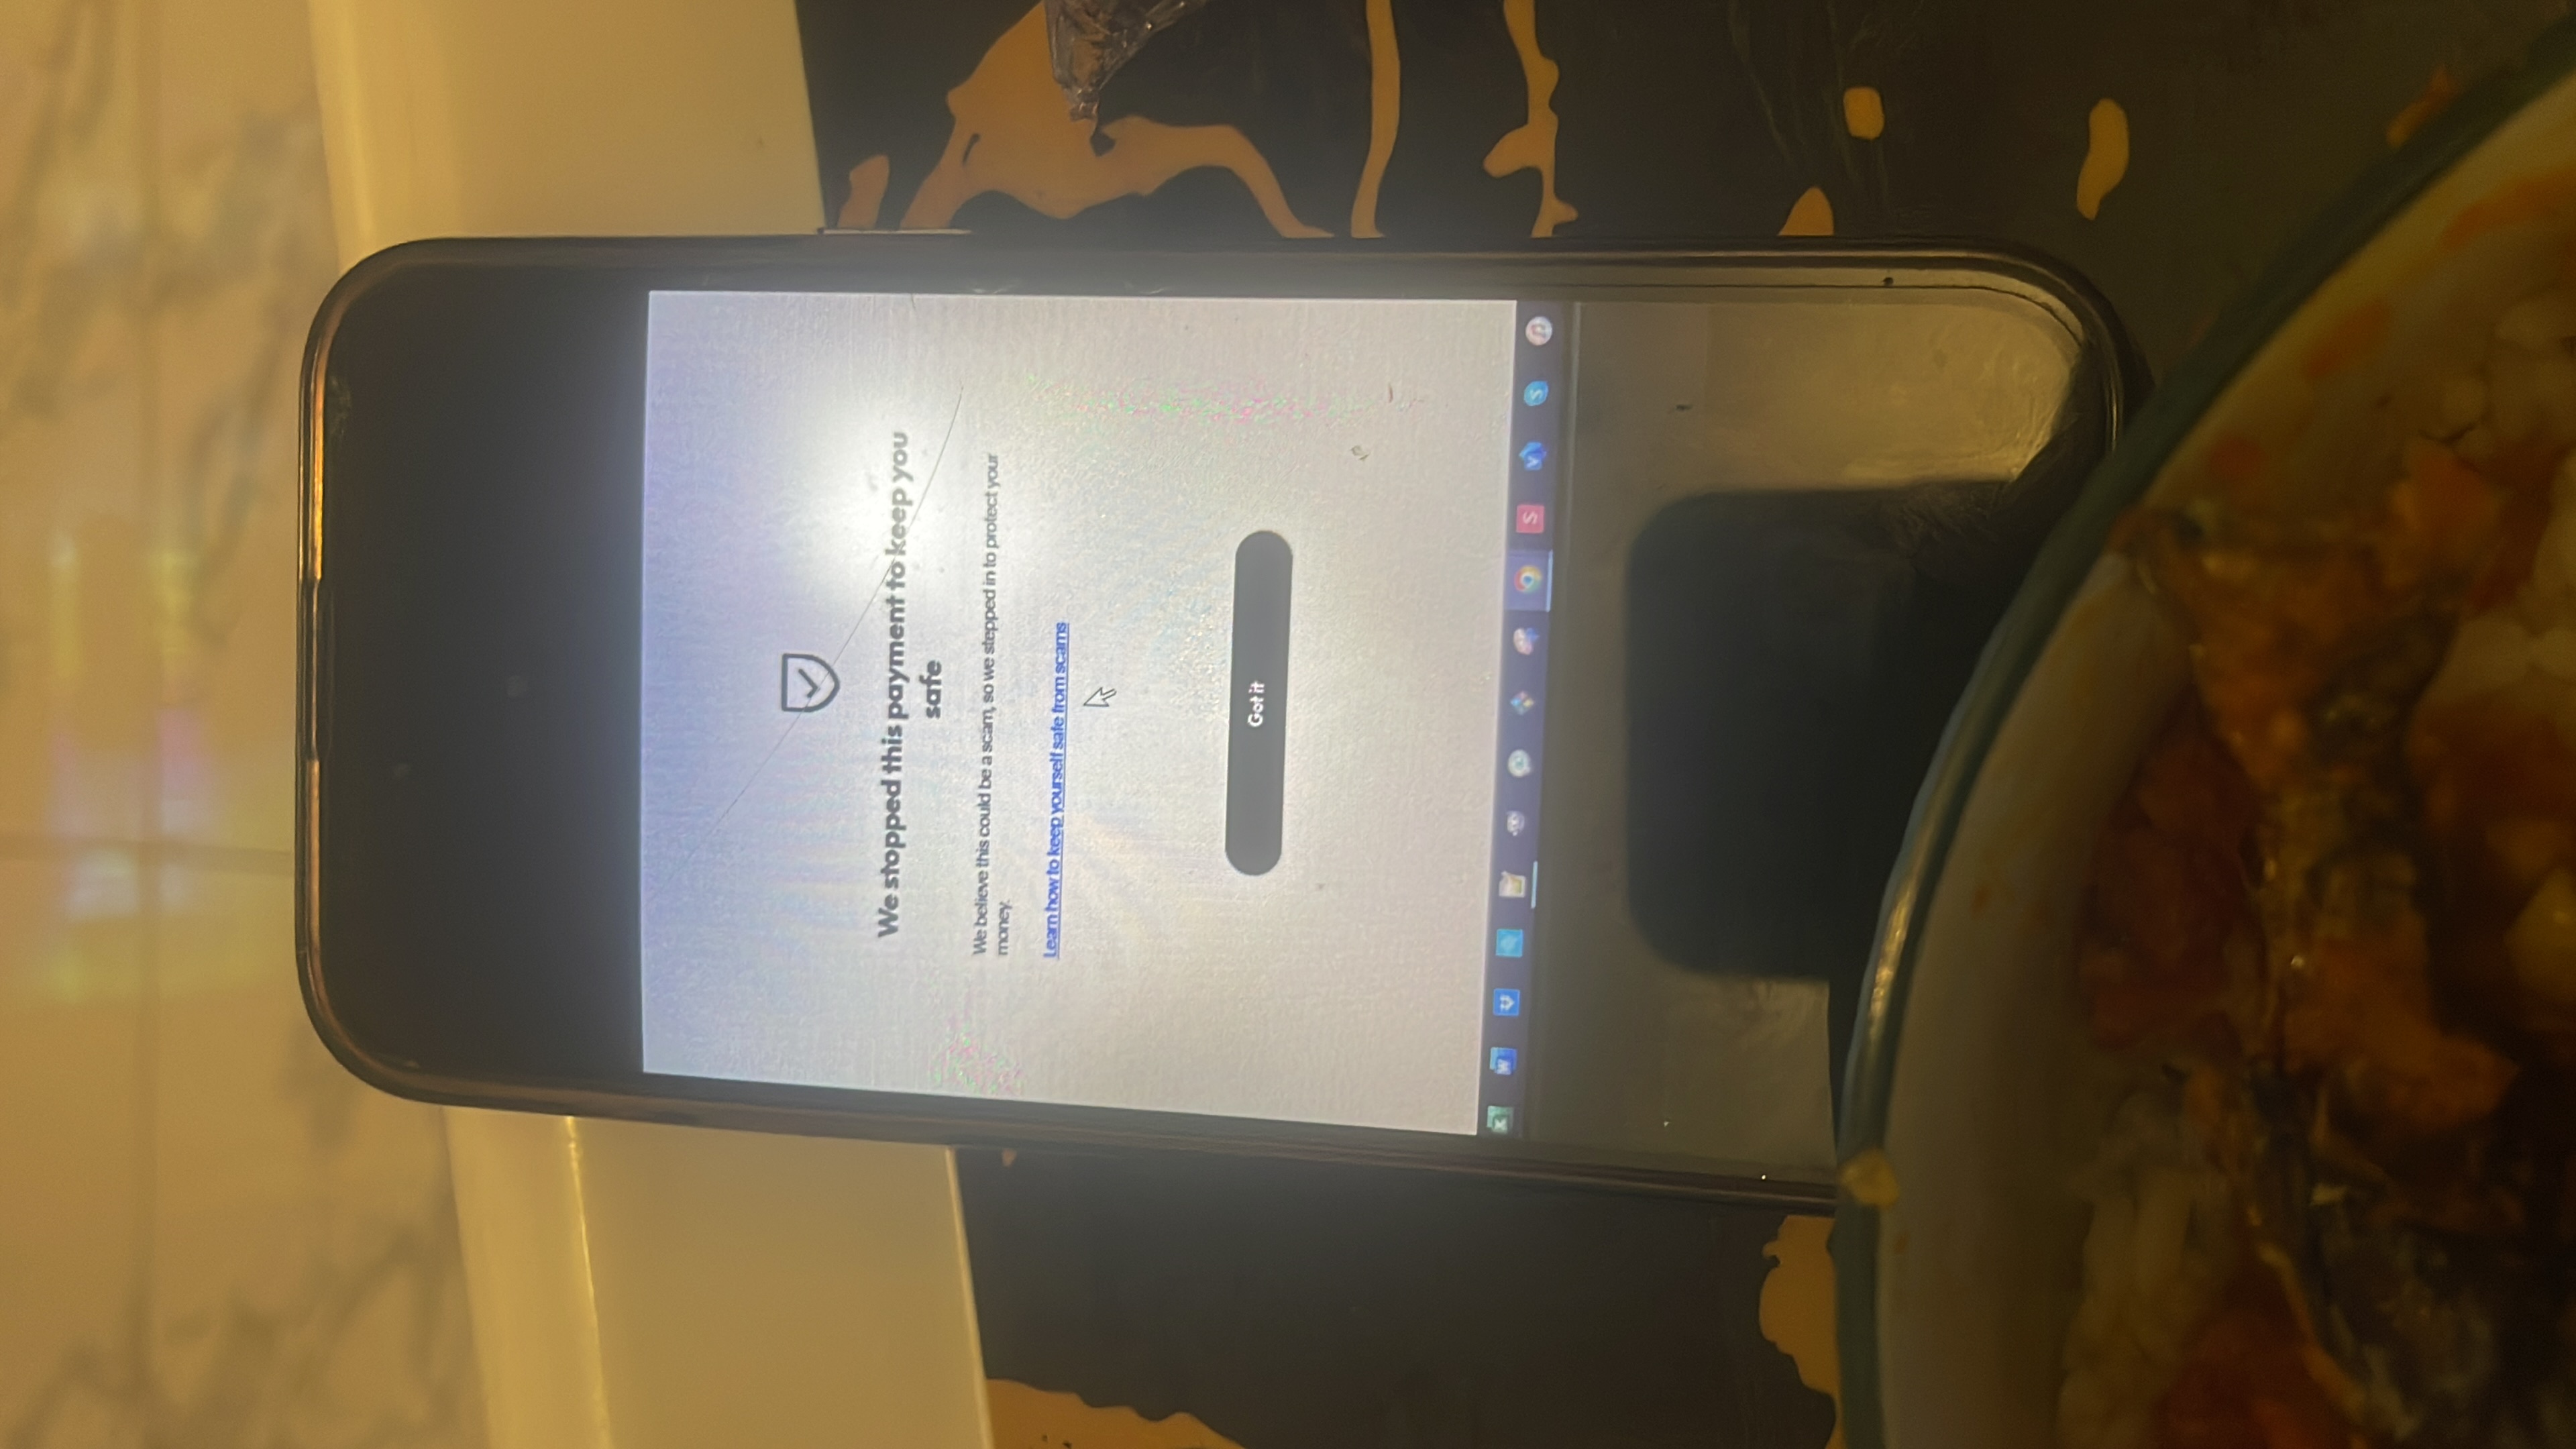 We stopped this payment to keep you
safe
We believe this could be a scam, so we stepped in to protect your
money.
Learn how to keep yourself safe from scams
Got it